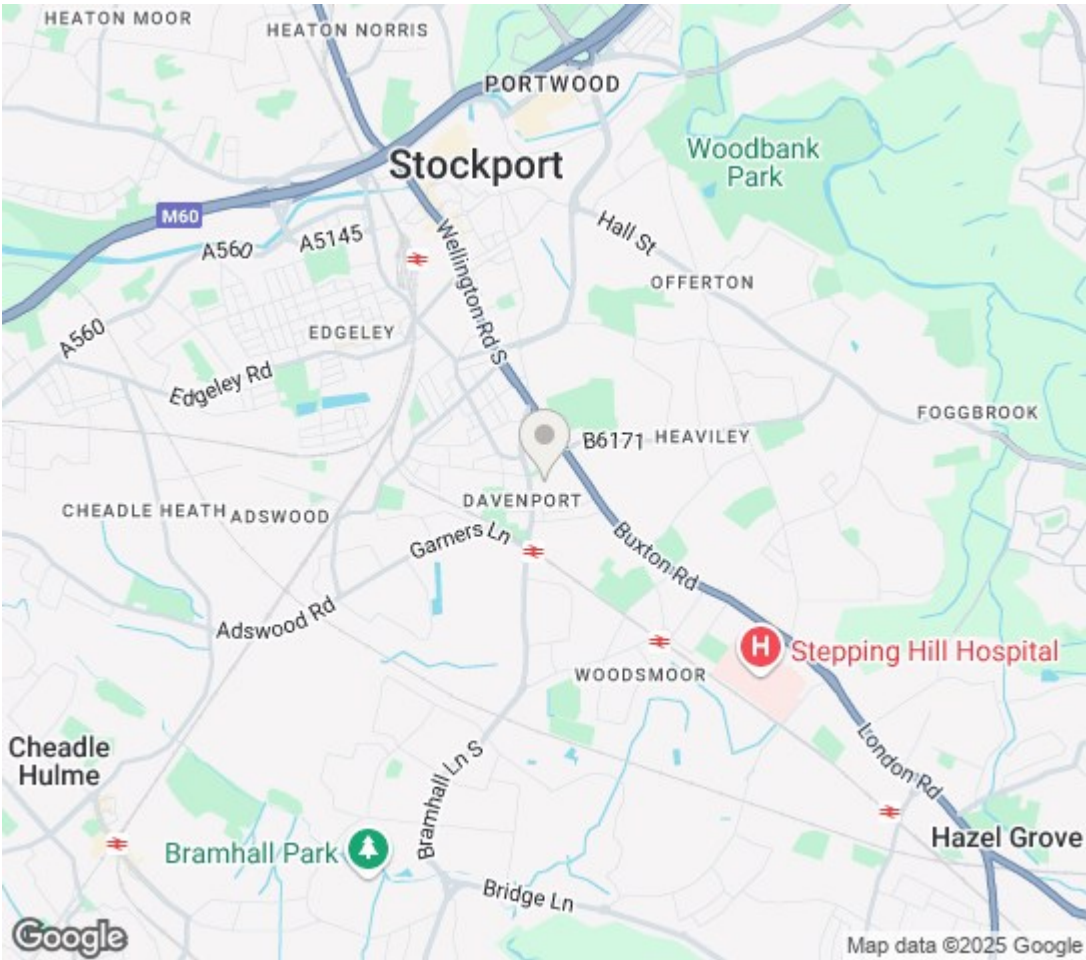 HEATON MOOR
HEATON NORRIS
PORTWOOD
Stockport
Woodbank
Park
M60
A560
A5145
Wellington Rd S
Hall St
OFFERTON
A560
EDGELEY
Edgeley Rd
FOGGBROOK
B6171
HEAVILEY
DAVENPORT
CHEADLE HEATH
ADSWOOD
Garners Ln
Buxton Rd
Adswood Rd
H
Stepping Hill Hospital
WOODSMOOR
Cheadle
Hulme
London Rd
Bramhall Ln S
Hazel Grove
Bramhall Park
Bridge Ln
Google
Map data ©2025 Google